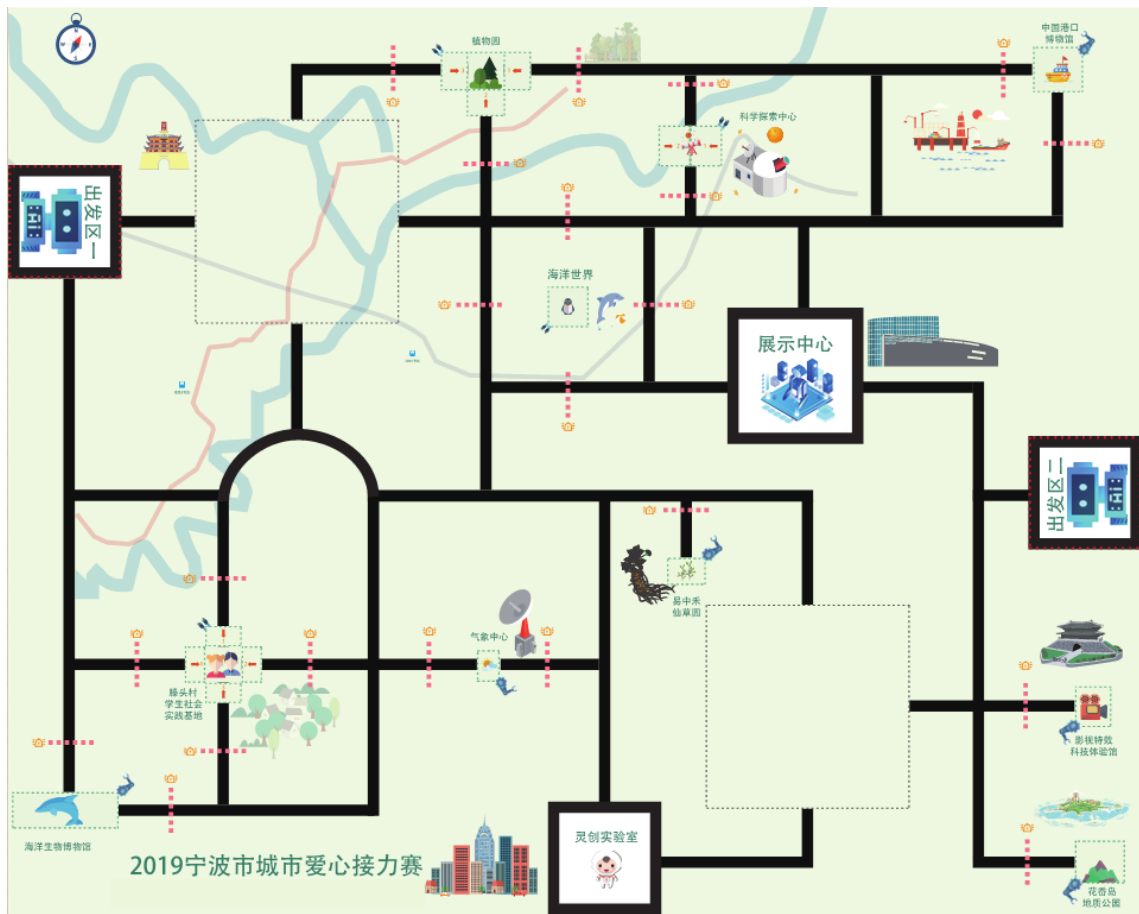 植物园
中国港口
博物馆
科学探索中心
出发区一
海洋世界
展示中心
出发区二
易中禾
仙草园
气象中心
滕头村
学生社会
实践基地
影视特效
科技体验馆
海洋生物博物馆
2019宁波市城市爱心接力赛
灵创实验室
花岙岛
地质公园